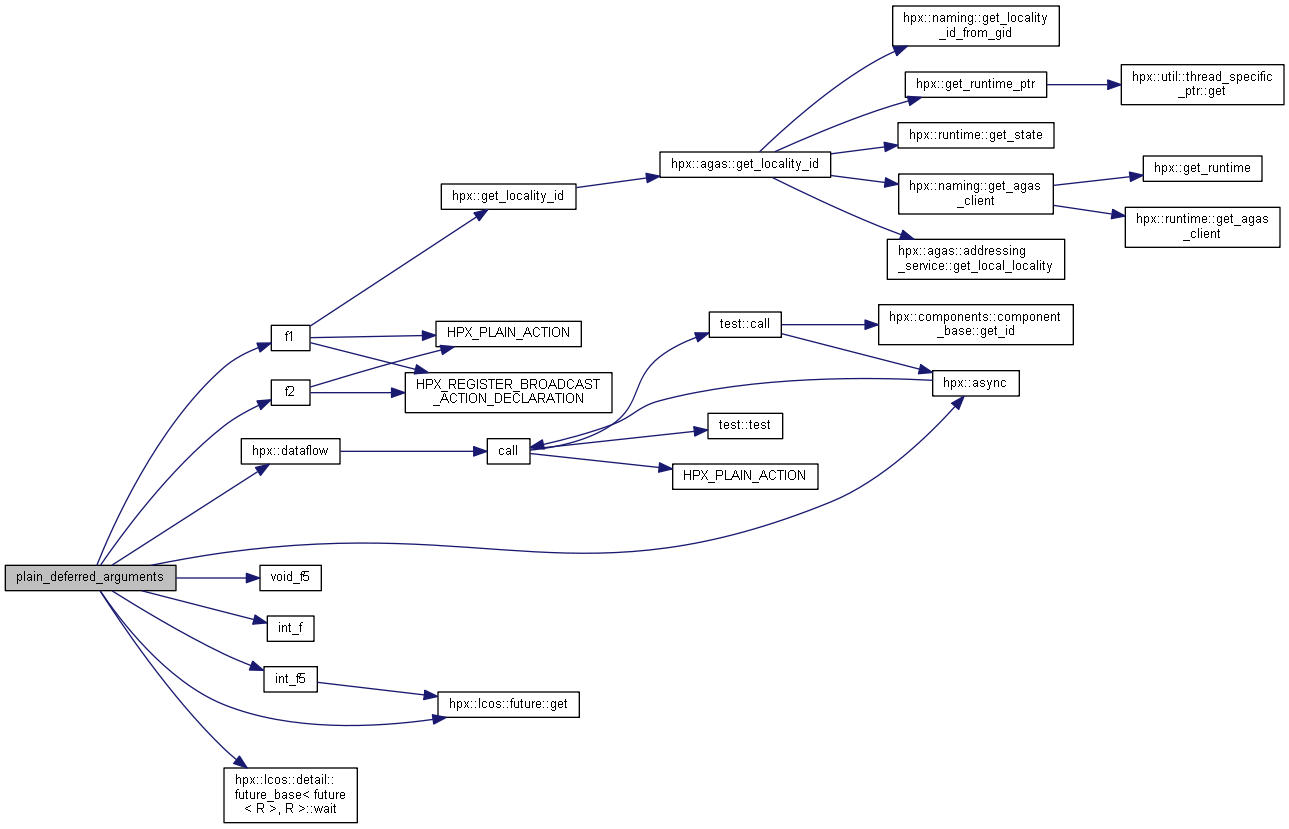 hpx::naming::get_locality
_id_from_gid
hpx::get_runtime_ptr
hpx::util::thread_specific
_ptr::get
hpx::runtime::get_state
hpx::agas::get_locality_id
hpx::naming::get_agas
_client
hpx::get_runtime
hpx::runtime::get_agas
_client
hpx::get_locality_id
hpx::agas::addressing
_service::get_local_locality
f1
HPX_PLAIN_ACTION
test::call
hpx::components::component
_base::get_id
f2
HPX_REGISTER_BROADCAST
_ACTION_DECLARATION
hpx::async
hpx::dataflow
call
test::test
HPX_PLAIN_ACTION
plain_deferred_arguments
void_f5
int_f
int_f5
hpx::lcos::future::get
hpx::lcos::detail::
future_base< future
< R >, R >::wait